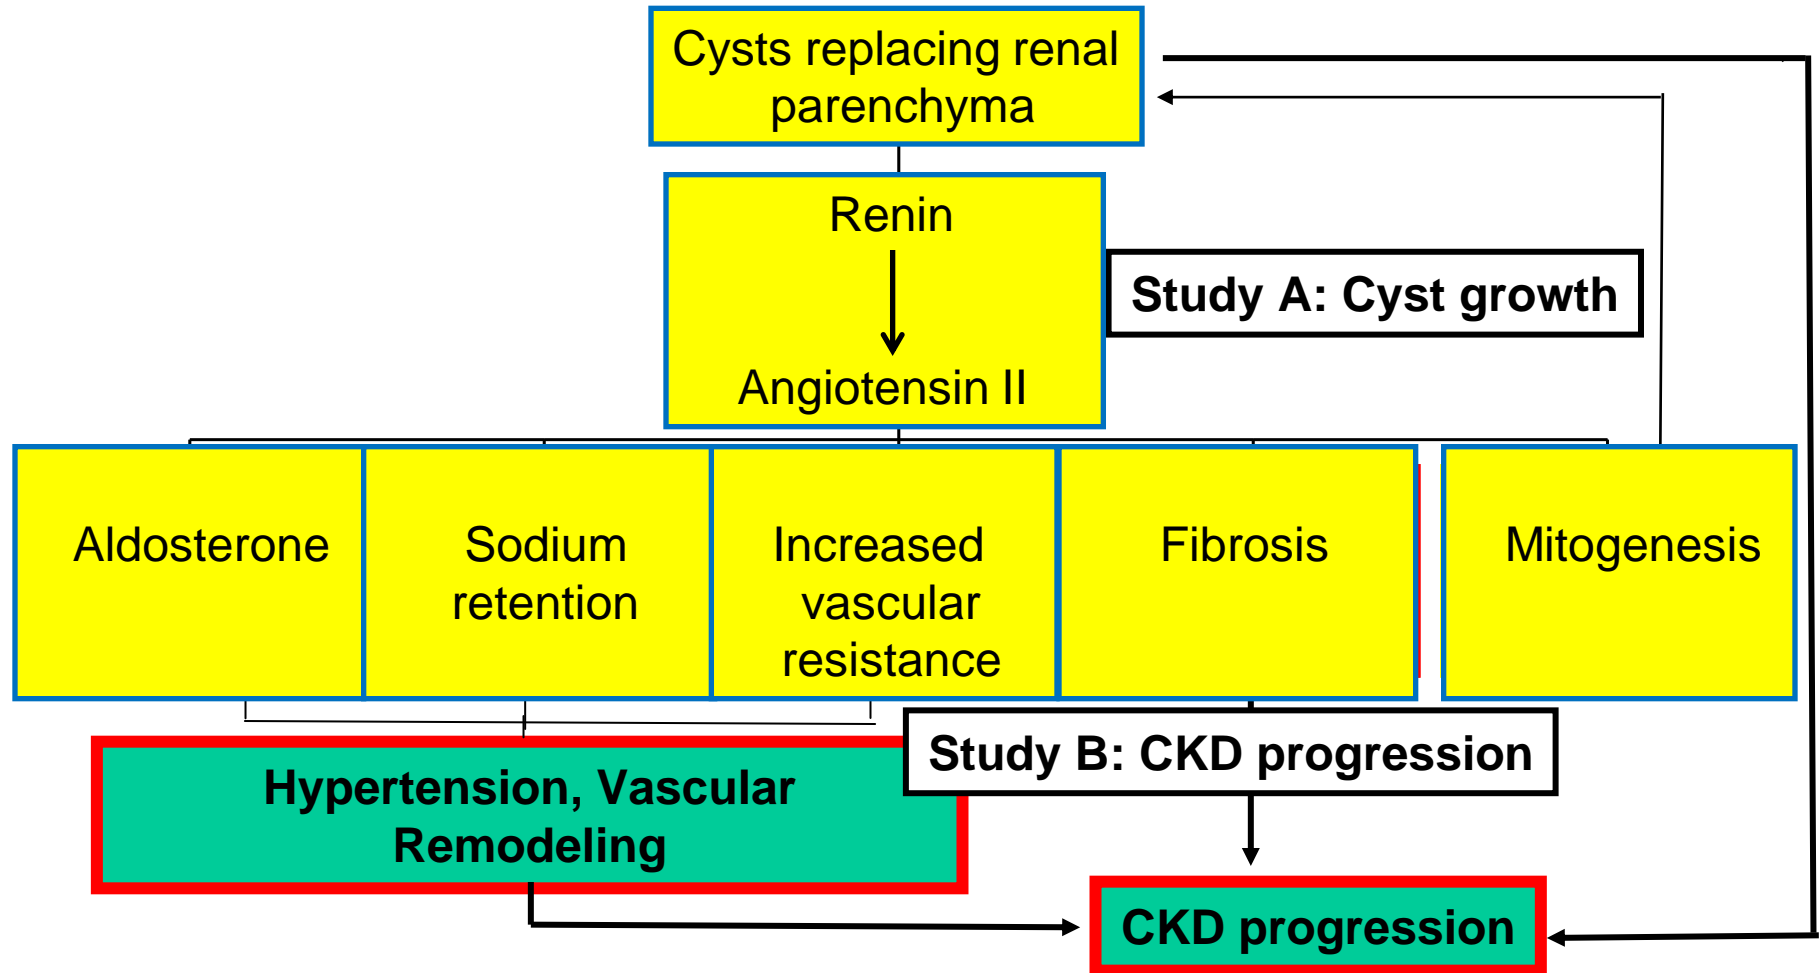 Cysts replacing renal
parenchyma
Renin
Angiotensin II
Study A: Cyst growth
Aldosterone
Sodium
retention
Increased
vascular
resistance
Fibrosis
Mitogenesis
Hypertension, Vascular
Remodeling
Study B: CKD progression
CKD progression